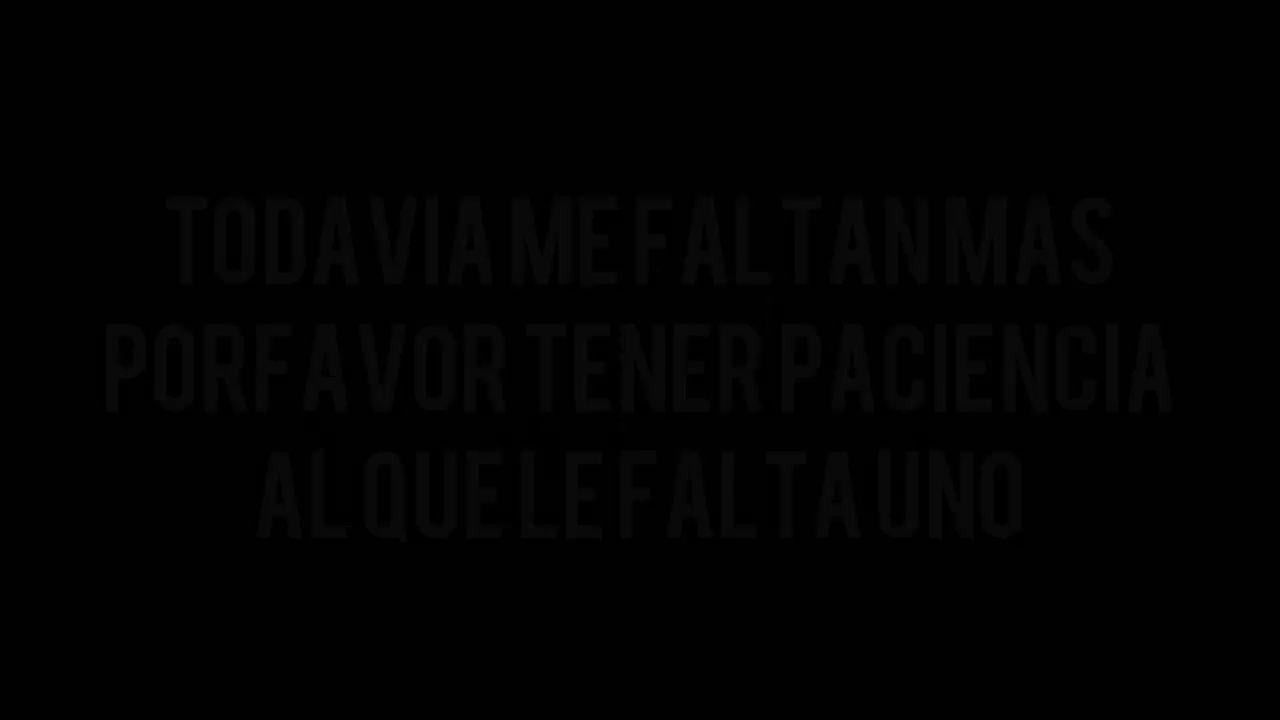 TODAVIA ME FALTAN MAS
PORFAVOR TENER PACIENCIA
AL QUE LE FALTA UNO